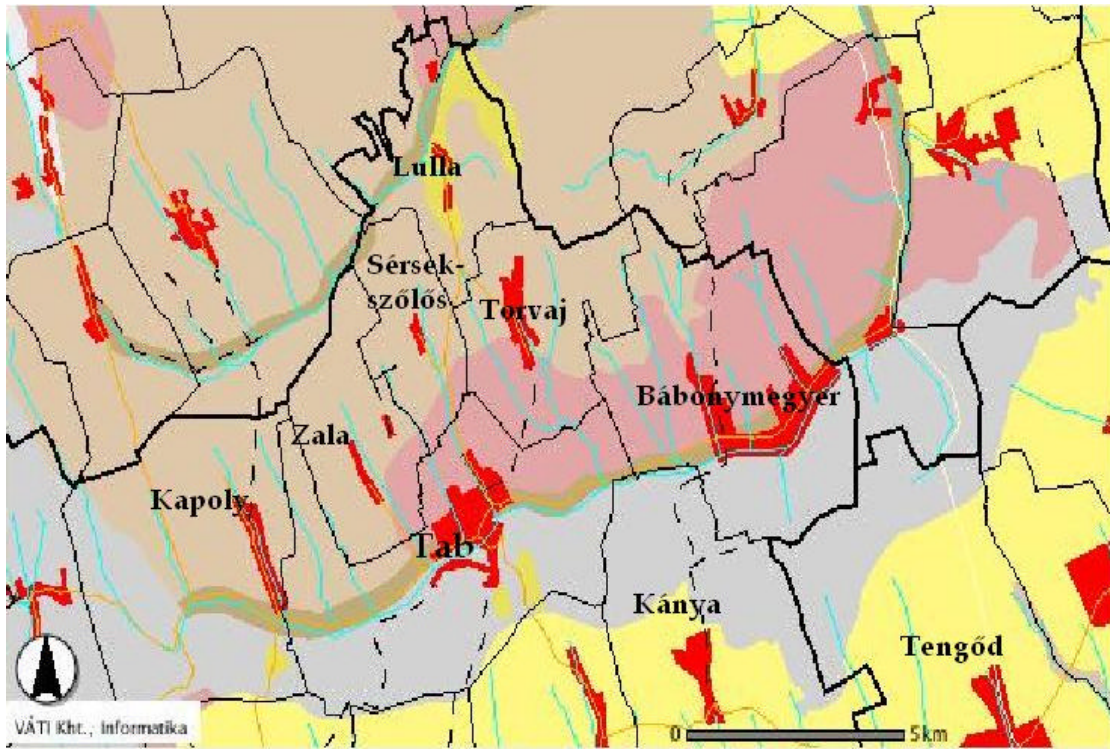 Lulla
Sérsek-
szőlős
Torvaj
Bábonymegyer
Zala
Kapoly
Tab
Kánya
Tengőd
VÁTI Kht., Informatika
0 5km